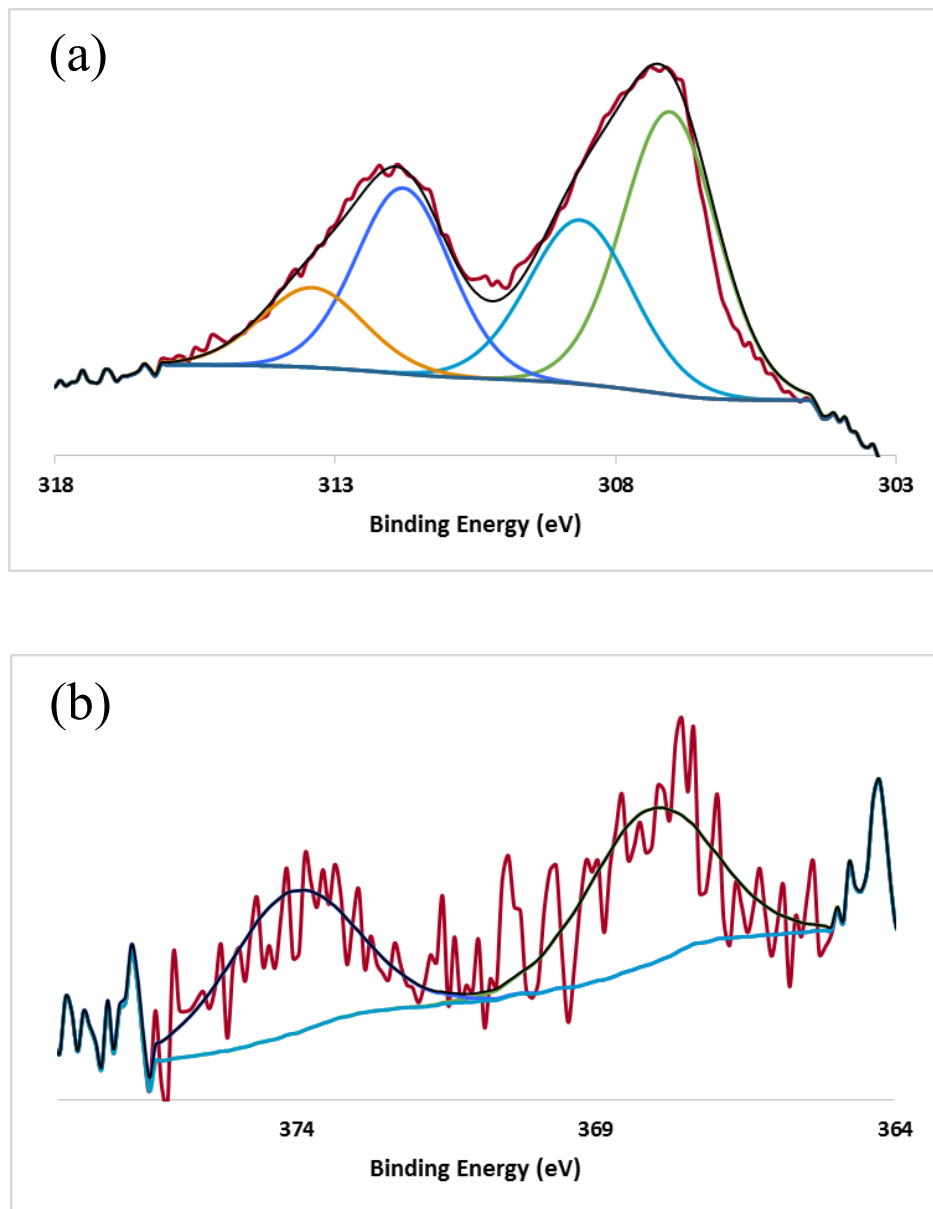 (a)
318 313 308 303
Binding Energy (eV)
(b)
374 369 364
Binding Energy (eV)